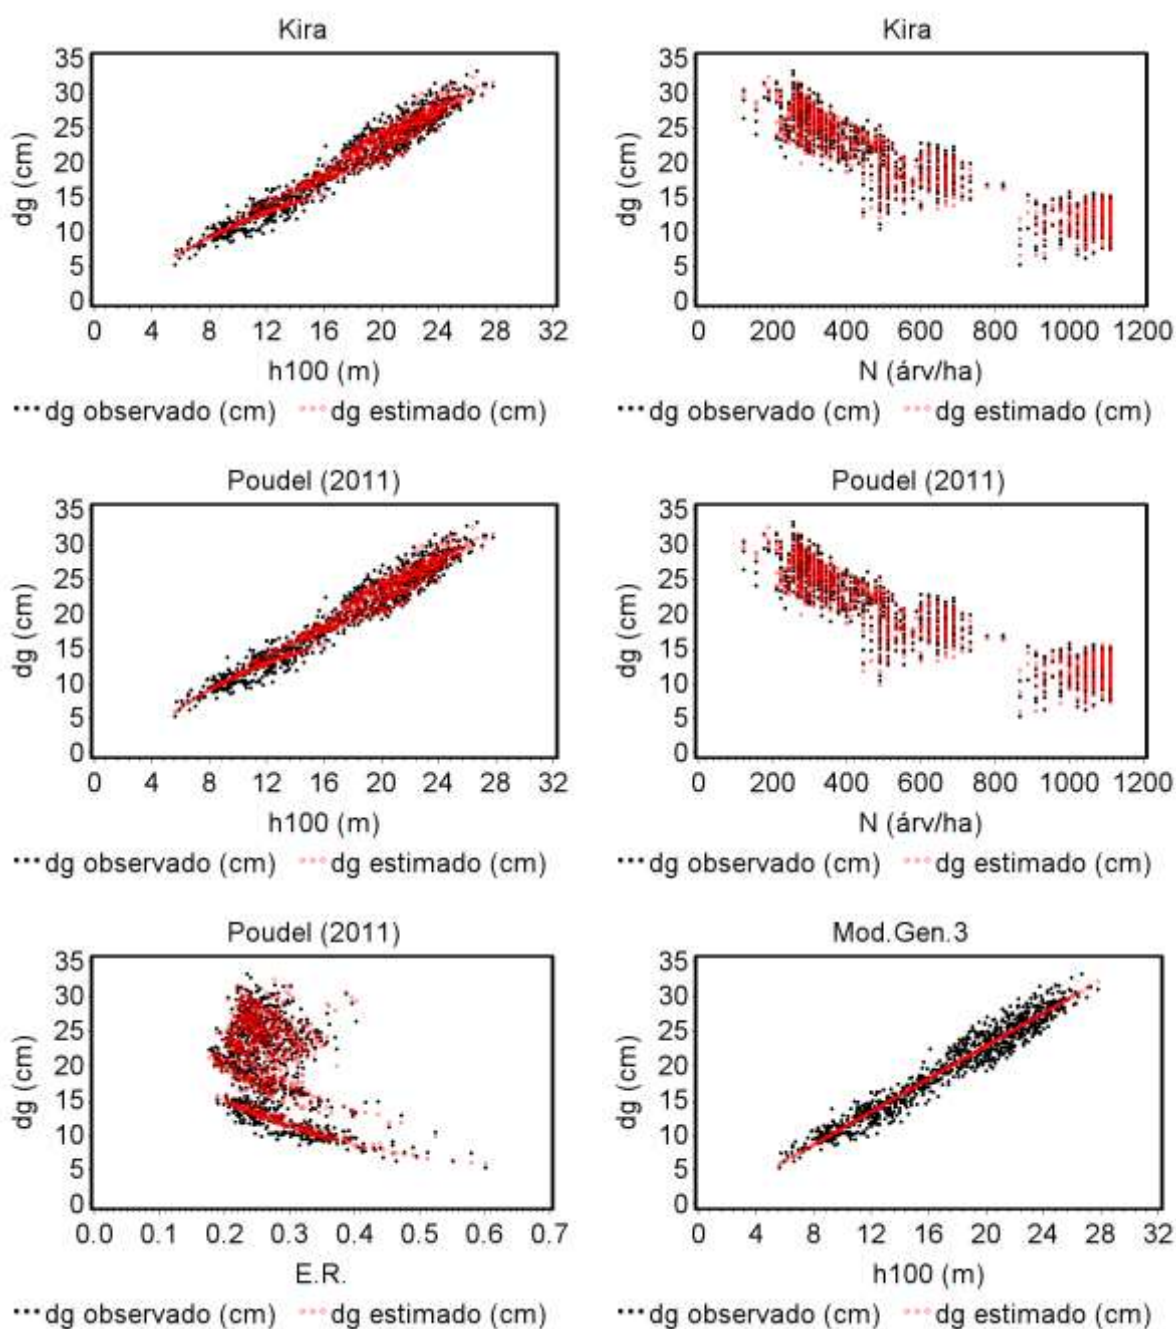 Kira
35
30
25
20
15
10
5
0
dg (cm)
0 4 8 12 16 20 24 28 32
h100 (m)
dg observado (cm) dg estimado (cm)
Kira
35
30
25
20
15
10
5
0
dg (cm)
0 200 400 600 800 1000 1200
N (árv/ha)
dg observado (cm) dg estimado (cm)
Poudel (2011)
35
30
25
20
15
10
5
0
dg (cm)
0 4 8 12 16 20 24 28 32
h100 (m)
dg observado (cm) dg estimado (cm)
Poudel (2011)
35
30
25
20
15
10
5
0
dg (cm)
0 200 400 600 800 1000 1200
N (árv/ha)
dg observado (cm) dg estimado (cm)
Poudel (2011)
35
30
25
20
15
10
5
0
dg (cm)
0.0 0.1 0.2 0.3 0.4 0.5 0.6 0.7
E.R.
dg observado (cm) dg estimado (cm)
Mod.Gen.3
35
30
25
20
15
10
5
0
dg (cm)
0 4 8 12 16 20 24 28 32
h100 (m)
dg observado (cm) dg estimado (cm)